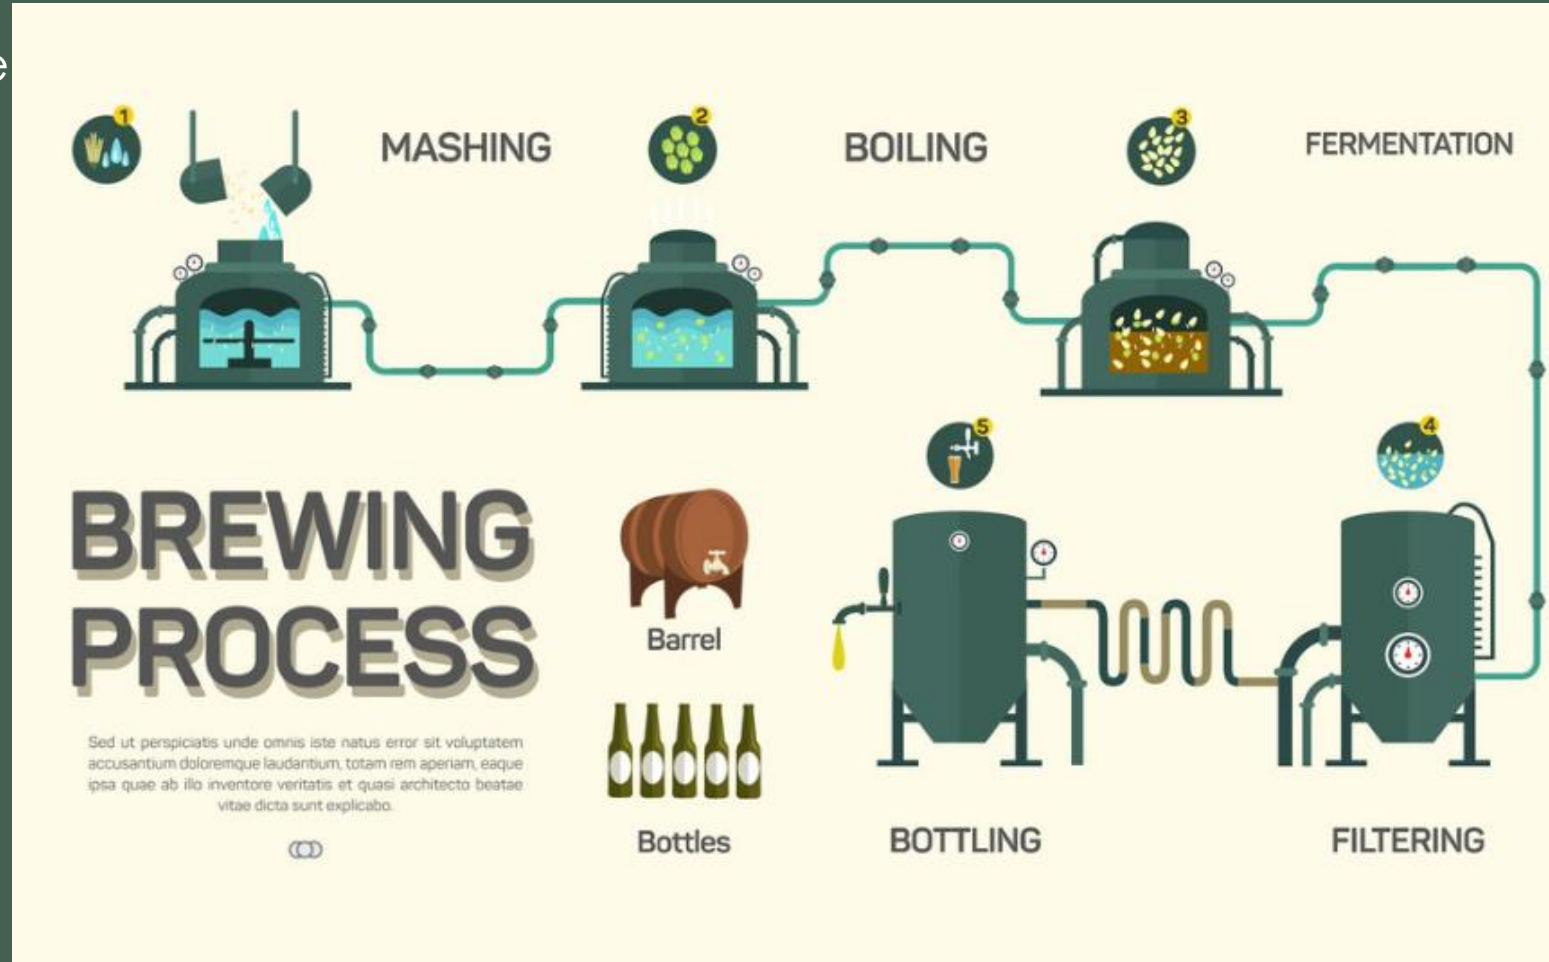 e
1
MASHING
2
BOILING
3
FERMENTATION
BREWING
PROCESS
Sed ut perspiciatis unde omnis iste natus error sit voluptatem
accusantium doloremque laudantium, totam rem aperiam, eaque
ipsa quae ab illo inventore veritatis et quasi architecto beatae
vitae dicta sunt explicabo.
Barrel
Bottles
5
BOTTLING
4
FILTERING